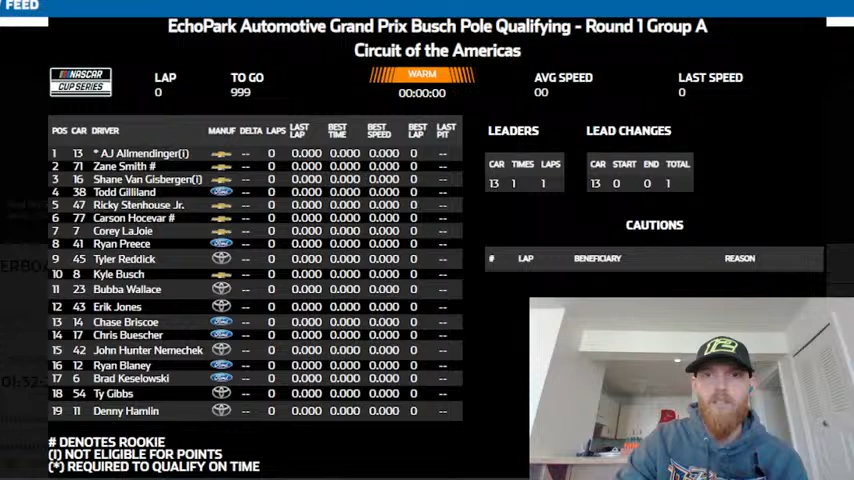 FEED
EchoPark Automotive Grand Prix Busch Pole Qualifying - Round 1 Group A
Circuit of the Americas
NASCAR CUP SERIES
LAP TO GO WARM AVG SPEED LAST SPEED
0 999 00:00:00 00 0
POS CAR DRIVER MANUF DELTA LAPS LAST LAP BEST TIME BEST SPEED BEST LAP LAST PIT
1 13 * AJ Allmendinger(i) -- 0 0.000 0.000 0.000 0 --
2 71 Zane Smith # -- 0 0.000 0.000 0.000 0 --
3 16 Shane Van Gisbergen(i) -- 0 0.000 0.000 0.000 0 --
4 38 Todd Gilliland Ford -- 0 0.000 0.000 0.000 0 --
5 47 Ricky Stenhouse Jr. -- 0 0.000 0.000 0.000 0 --
6 77 Carson Hocevar # -- 0 0.000 0.000 0.000 0 --
7 7 Corey LaJoie -- 0 0.000 0.000 0.000 0 --
8 41 Ryan Preece Ford -- 0 0.000 0.000 0.000 0 --
9 45 Tyler Reddick -- 0 0.000 0.000 0.000 0 --
10 8 Kyle Busch -- 0 0.000 0.000 0.000 0 --
11 23 Bubba Wallace -- 0 0.000 0.000 0.000 0 --
12 43 Erik Jones -- 0 0.000 0.000 0.000 0 --
13 14 Chase Briscoe Ford -- 0 0.000 0.000 0.000 0 --
14 17 Chris Buescher Ford -- 0 0.000 0.000 0.000 0 --
15 42 John Hunter Nemechek -- 0 0.000 0.000 0.000 0 --
16 12 Ryan Blaney Ford -- 0 0.000 0.000 0.000 0 --
17 6 Brad Keselowski Ford -- 0 0.000 0.000 0.000 0 --
18 54 Ty Gibbs -- 0 0.000 0.000 0.000 0 --
19 11 Denny Hamlin -- 0 0.000 0.000 0.000 0 --
# DENOTES ROOKIE
(I) NOT ELIGIBLE FOR POINTS
(*) REQUIRED TO QUALIFY ON TIME
LEADERS LEAD CHANGES
CAR TIMES LAPS CAR START END TOTAL
13 1 1 13 0 0 1
CAUTIONS
# LAP BENEFICIARY REASON